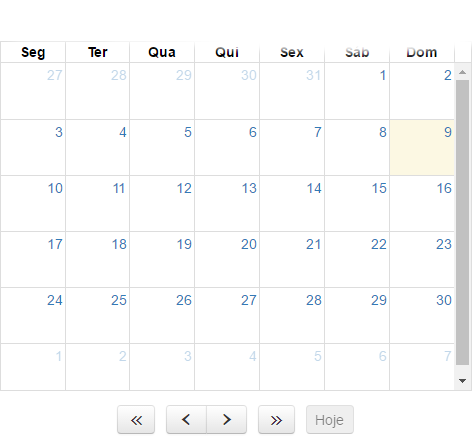 Seg Ter Qua Qui Sex Sáb Dom
27 28 29 30 31 1 2
3 4 5 6 7 8 9
10 11 12 13 14 15 16
17 18 19 20 21 22 23
24 25 26 27 28 29 30
1 2 3 4 5 6 7
« < > » Hoje